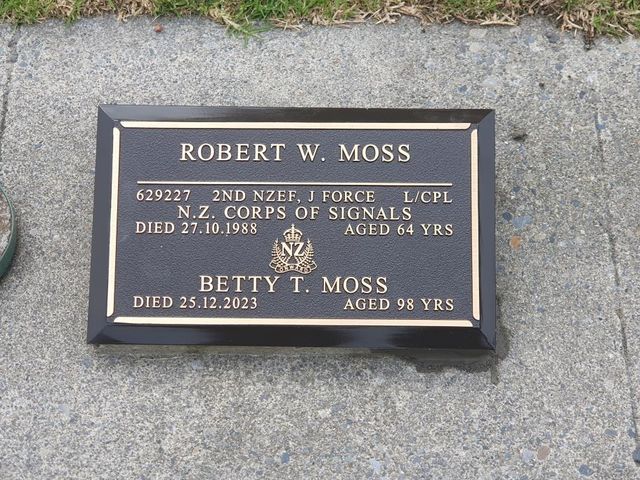 ROBERT W. MOSS
629227 2ND NZEF, J FORCE L/CPL
N.Z. CORPS OF SIGNALS
DIED 27.10.1988 AGED 64 YRS
NZ
ONWARD
BETTY T. MOSS
DIED 25.12.2023 AGED 98 YRS